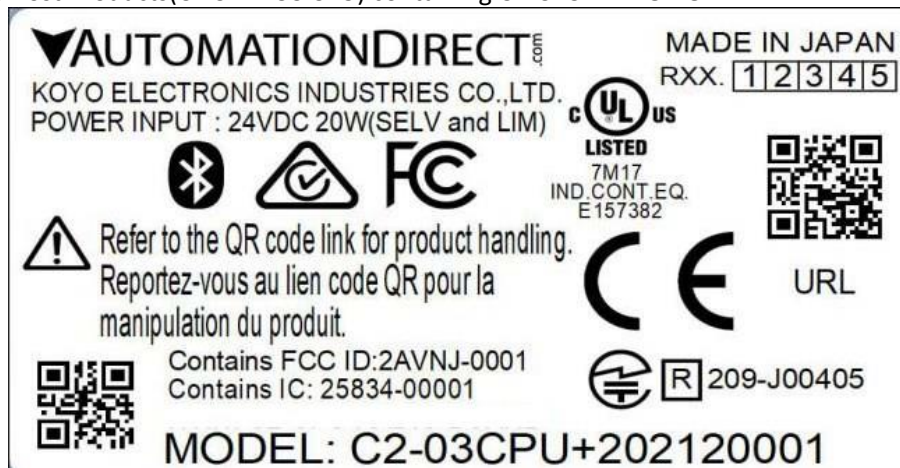 AUTOMATIONDIRECT.com
MADE IN JAPAN
KOYO ELECTRONICS INDUSTRIES CO.,LTD.
RXX. 1 2 3 4 5
POWER INPUT : 24VDC 20W(SELV and LIM)
C UL US
LISTED
7M17
IND.CONT.EQ.
E157382
FC
Refer to the QR code link for product handling.
Reportez-vous au lien code QR pour la
manipulation du produit.
CE
URL
Contains FCC ID:2AVNJ-0001
Contains IC: 25834-00001
R 209-J00405
MODEL: C2-03CPU+202120001